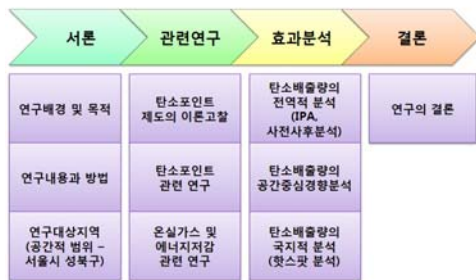 서론
관련연구
효과분석
결론
연구배경 및 목적
탄소포인트
제도의 이론고찰
탄소배출량의
전역적 분석
(IPA,
사전사후분석)
연구의 결론
연구내용과 방법
탄소포인트
관련 연구
탄소배출량의
공간중심경향분석
연구대상지역
(공간적 범위 –
서울시 성북구)
온실가스 및
에너지저감
관련 연구
탄소배출량의
국지적 분석
(핫스팟 분석)